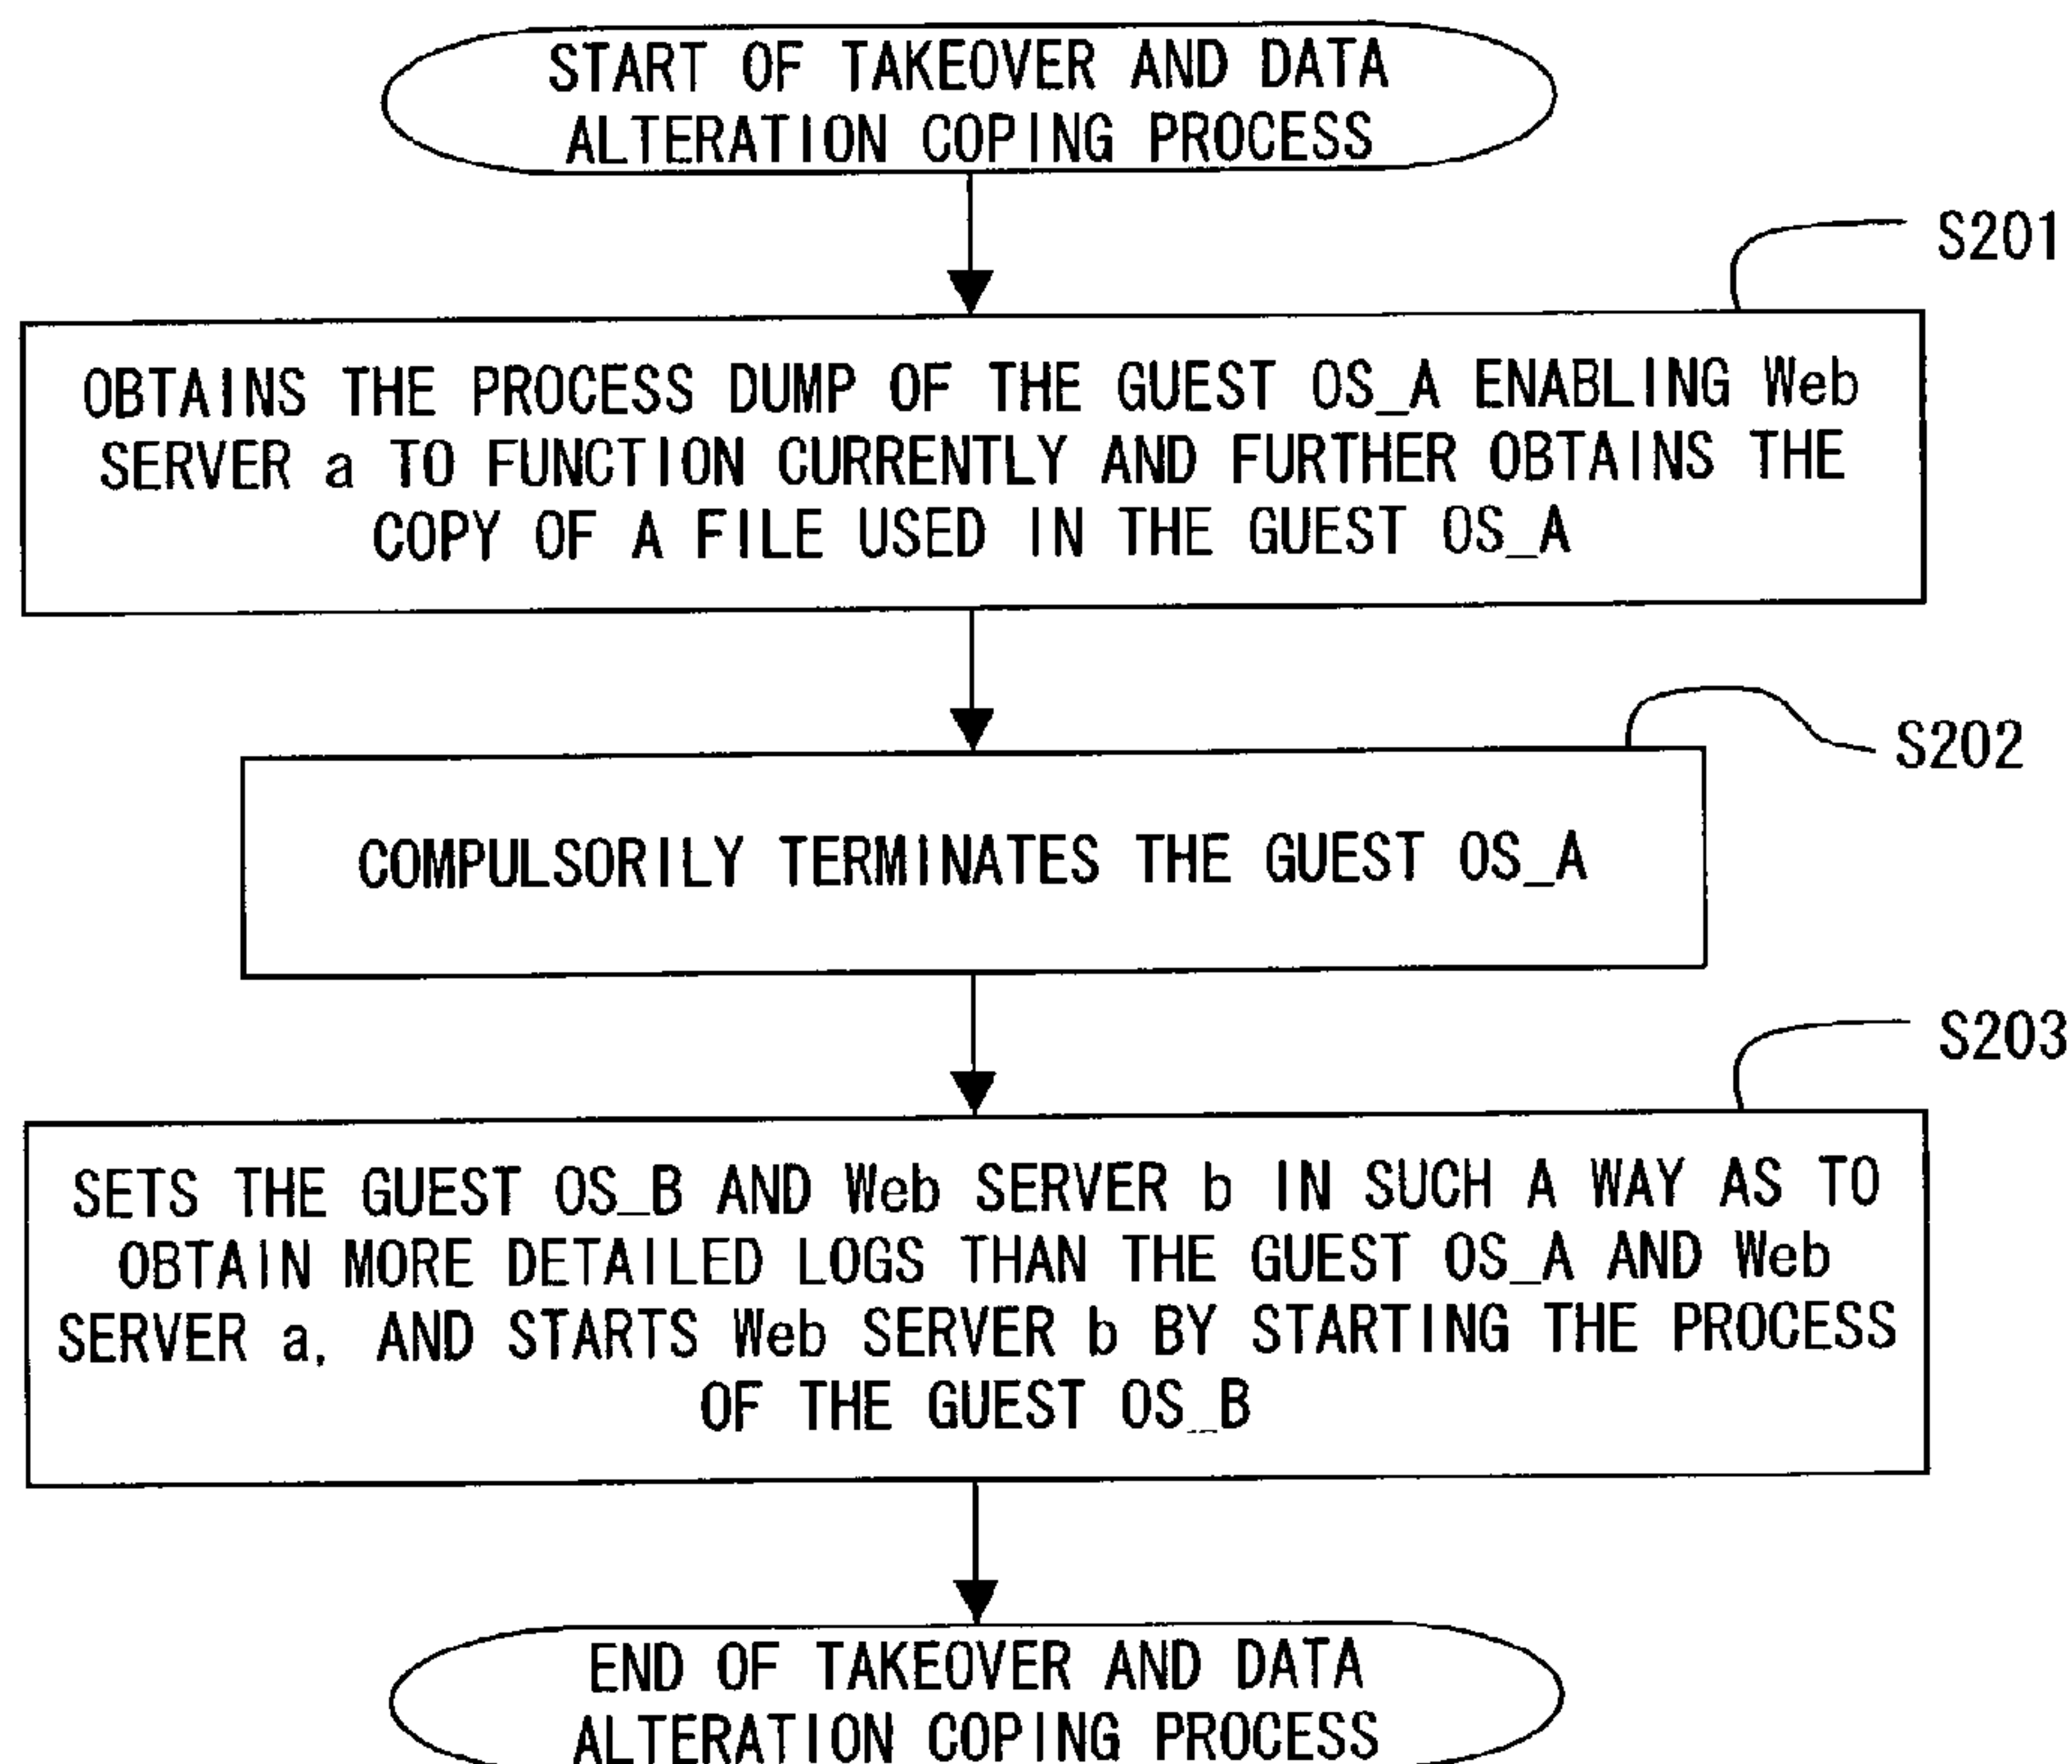 START OF TAKEOVER AND DATA
ALTERATION COPING PROCESS
S201
OBTAINS THE PROCESS DUMP OF THE GUEST OS_A ENABLING Web
SERVER a TO FUNCTION CURRENTLY AND FURTHER OBTAINS THE
COPY OF A FILE USED IN THE GUEST OS_A
S202
COMPULSORILY TERMINATES THE GUEST OS_A
S203
SETS THE GUEST OS_B AND Web SERVER b IN SUCH A WAY AS TO
OBTAIN MORE DETAILED LOGS THAN THE GUEST OS_A AND Web
SERVER a, AND STARTS Web SERVER b BY STARTING THE PROCESS
OF THE GUEST OS_B
END OF TAKEOVER AND DATA
ALTERATION COPING PROCESS